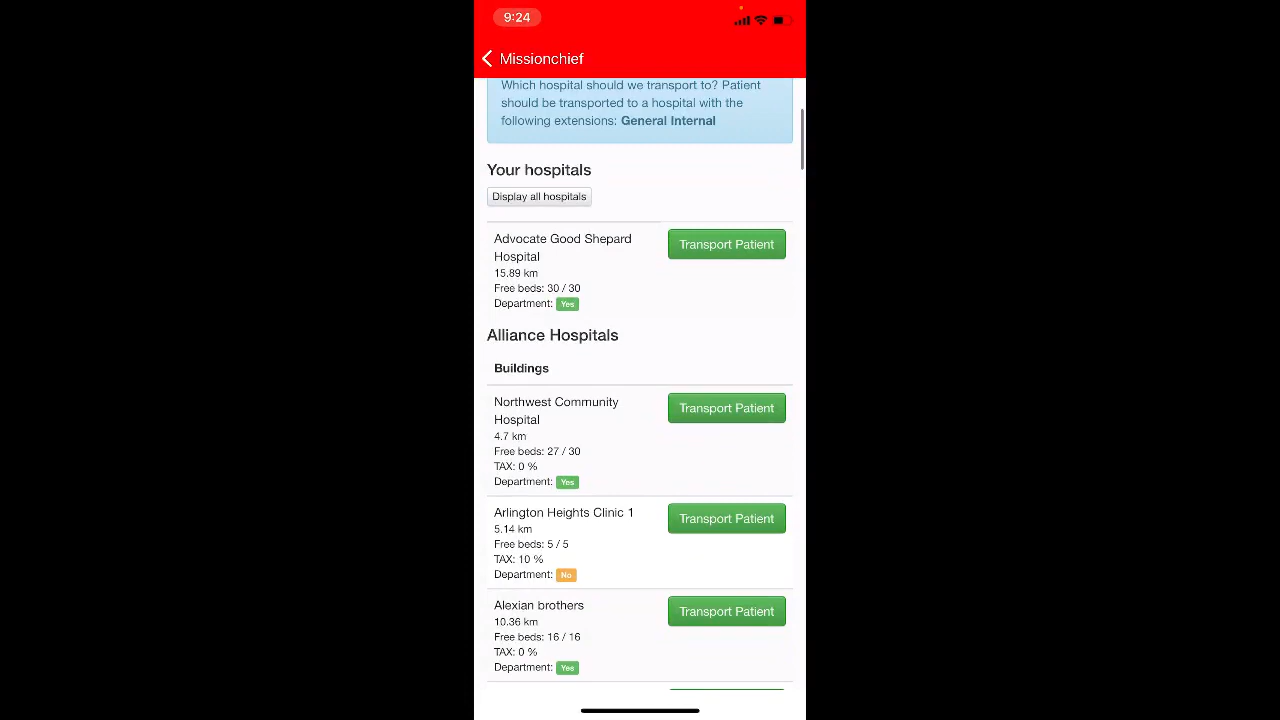 9:24
Missionchief
Which hospital should we transport to? Patient
should be transported to a hospital with the
following extensions: General Internal
Your hospitals
Display all hospitals
Advocate Good Shepard
Hospital
15.89 km
Free beds: 30 / 30
Department: Yes
Transport Patient
Alliance Hospitals
Buildings
Northwest Community
Hospital
4.7 km
Free beds: 27 / 30
TAX: 0 %
Department: Yes
Transport Patient
Arlington Heights Clinic 1
5.14 km
Free beds: 5 / 5
TAX: 10 %
Department: No
Transport Patient
Alexian brothers
10.36 km
Free beds: 16 / 16
TAX: 0 %
Department: Yes
Transport Patient